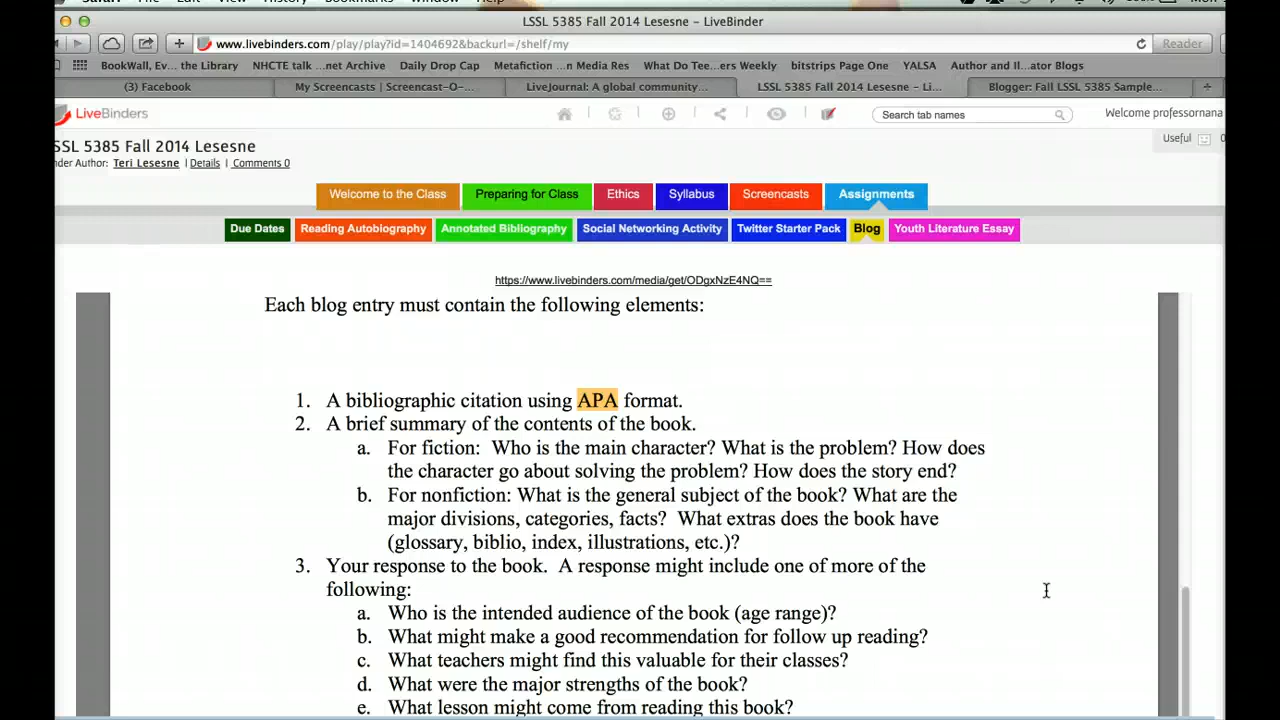 LSSL 5385 Fall 2014 Lesesne – LiveBinder
www.livebinders.com/play/play?id=1404692&backurl=/shelf/my
Reader
BookWall, Ev... the Library NHCTE talk ...net Archive Daily Drop Cap Metafiction ...n Media Res What Do Tee...ers Weekly bitstrips Page One YALSA Author and Il...ator Blogs
(3) Facebook My Screencasts | Screencast-O-... LiveJournal: A global community... LSSL 5385 Fall 2014 Lesesne – Li... Blogger: Fall LSSL 5385 Sample...
LiveBinders Search tab names Welcome professornana
SSL 5385 Fall 2014 Lesesne Useful
nder Author: Teri Lesesne | Details | Comments 0
Welcome to the Class Preparing for Class Ethics Syllabus Screencasts Assignments
Due Dates Reading Autobiography Annotated Bibliography Social Networking Activity Twitter Starter Pack Blog Youth Literature Essay
https://www.livebinders.com/media/get/ODgxNzE4NQ==
Each blog entry must contain the following elements:
1. A bibliographic citation using APA format.
2. A brief summary of the contents of the book.
a. For fiction: Who is the main character? What is the problem? How does
the character go about solving the problem? How does the story end?
b. For nonfiction: What is the general subject of the book? What are the
major divisions, categories, facts? What extras does the book have
(glossary, biblio, index, illustrations, etc.)?
3. Your response to the book. A response might include one of more of the
following:
a. Who is the intended audience of the book (age range)?
b. What might make a good recommendation for follow up reading?
c. What teachers might find this valuable for their classes?
d. What were the major strengths of the book?
e. What lesson might come from reading this book?